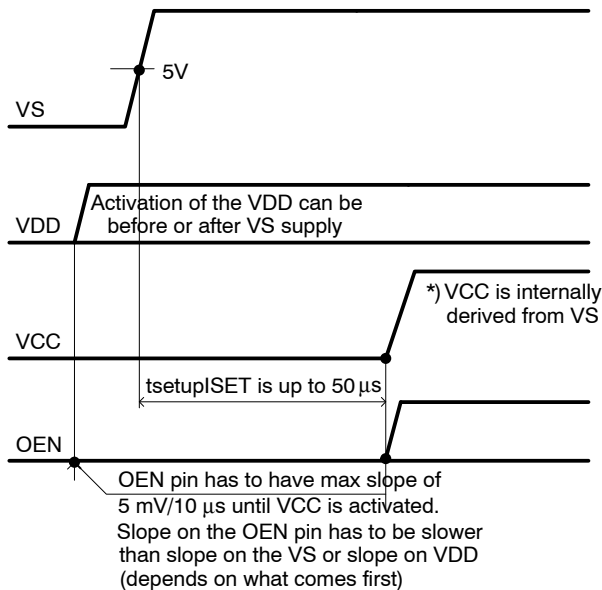 5V
VS
Activation of the VDD can be
VDD
before or after VS supply
*) VCC is internally
derived from VS
VCC
tsetupISET is up to 50 μs
OEN
OEN pin has to have max slope of
5 mV/10 μs until VCC is activated.
Slope on the OEN pin has to be slower
than slope on the VS or slope on VDD
(depends on what comes first)